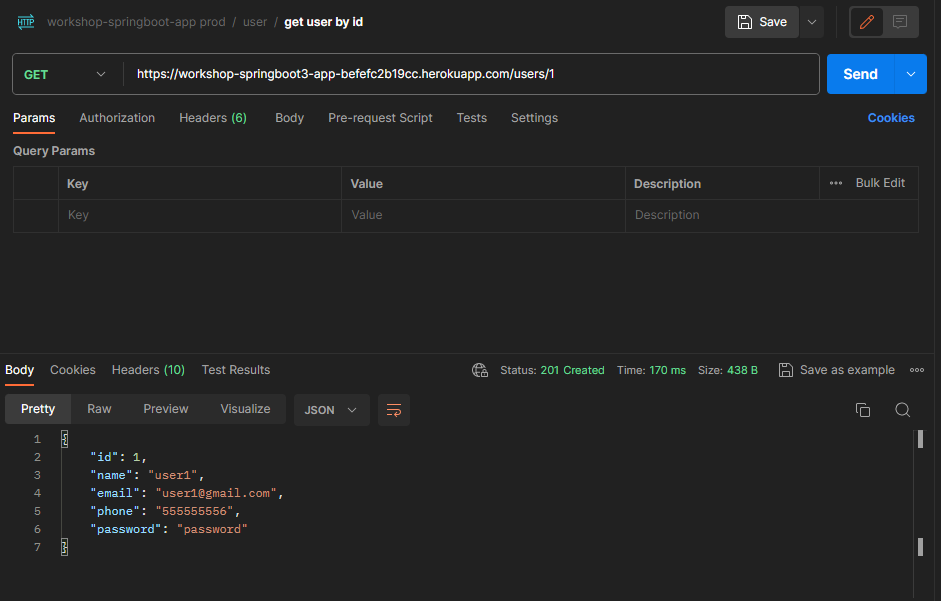 HTTP workshop-springboot-app prod / user / get user by id Save
GET https://workshop-springboot3-app-befefc2b19cc.herokuapp.com/users/1 Send
Params Authorization Headers (6) Body Pre-request Script Tests Settings Cookies
Query Params
Key Value Description ••• Bulk Edit
Key Value Description
Body Cookies Headers (10) Test Results Status: 201 Created Time: 170 ms Size: 438 B Save as example •••
Pretty Raw Preview Visualize JSON
1 {
2 "id": 1,
3 "name": "user1",
4 "email": "user1@gmail.com",
5 "phone": "555555556",
6 "password": "password"
7 }